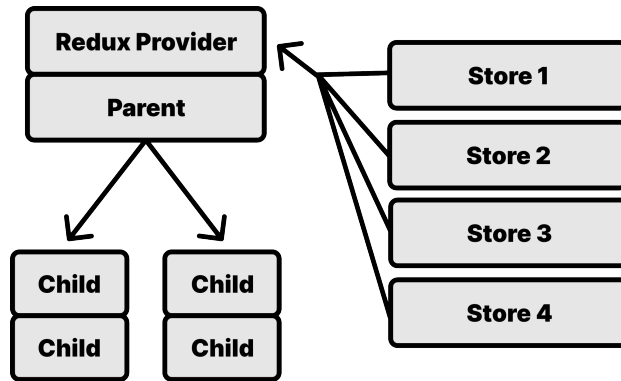 Redux Provider
Parent
Child
Child
Child
Child
Store 1
Store 2
Store 3
Store 4